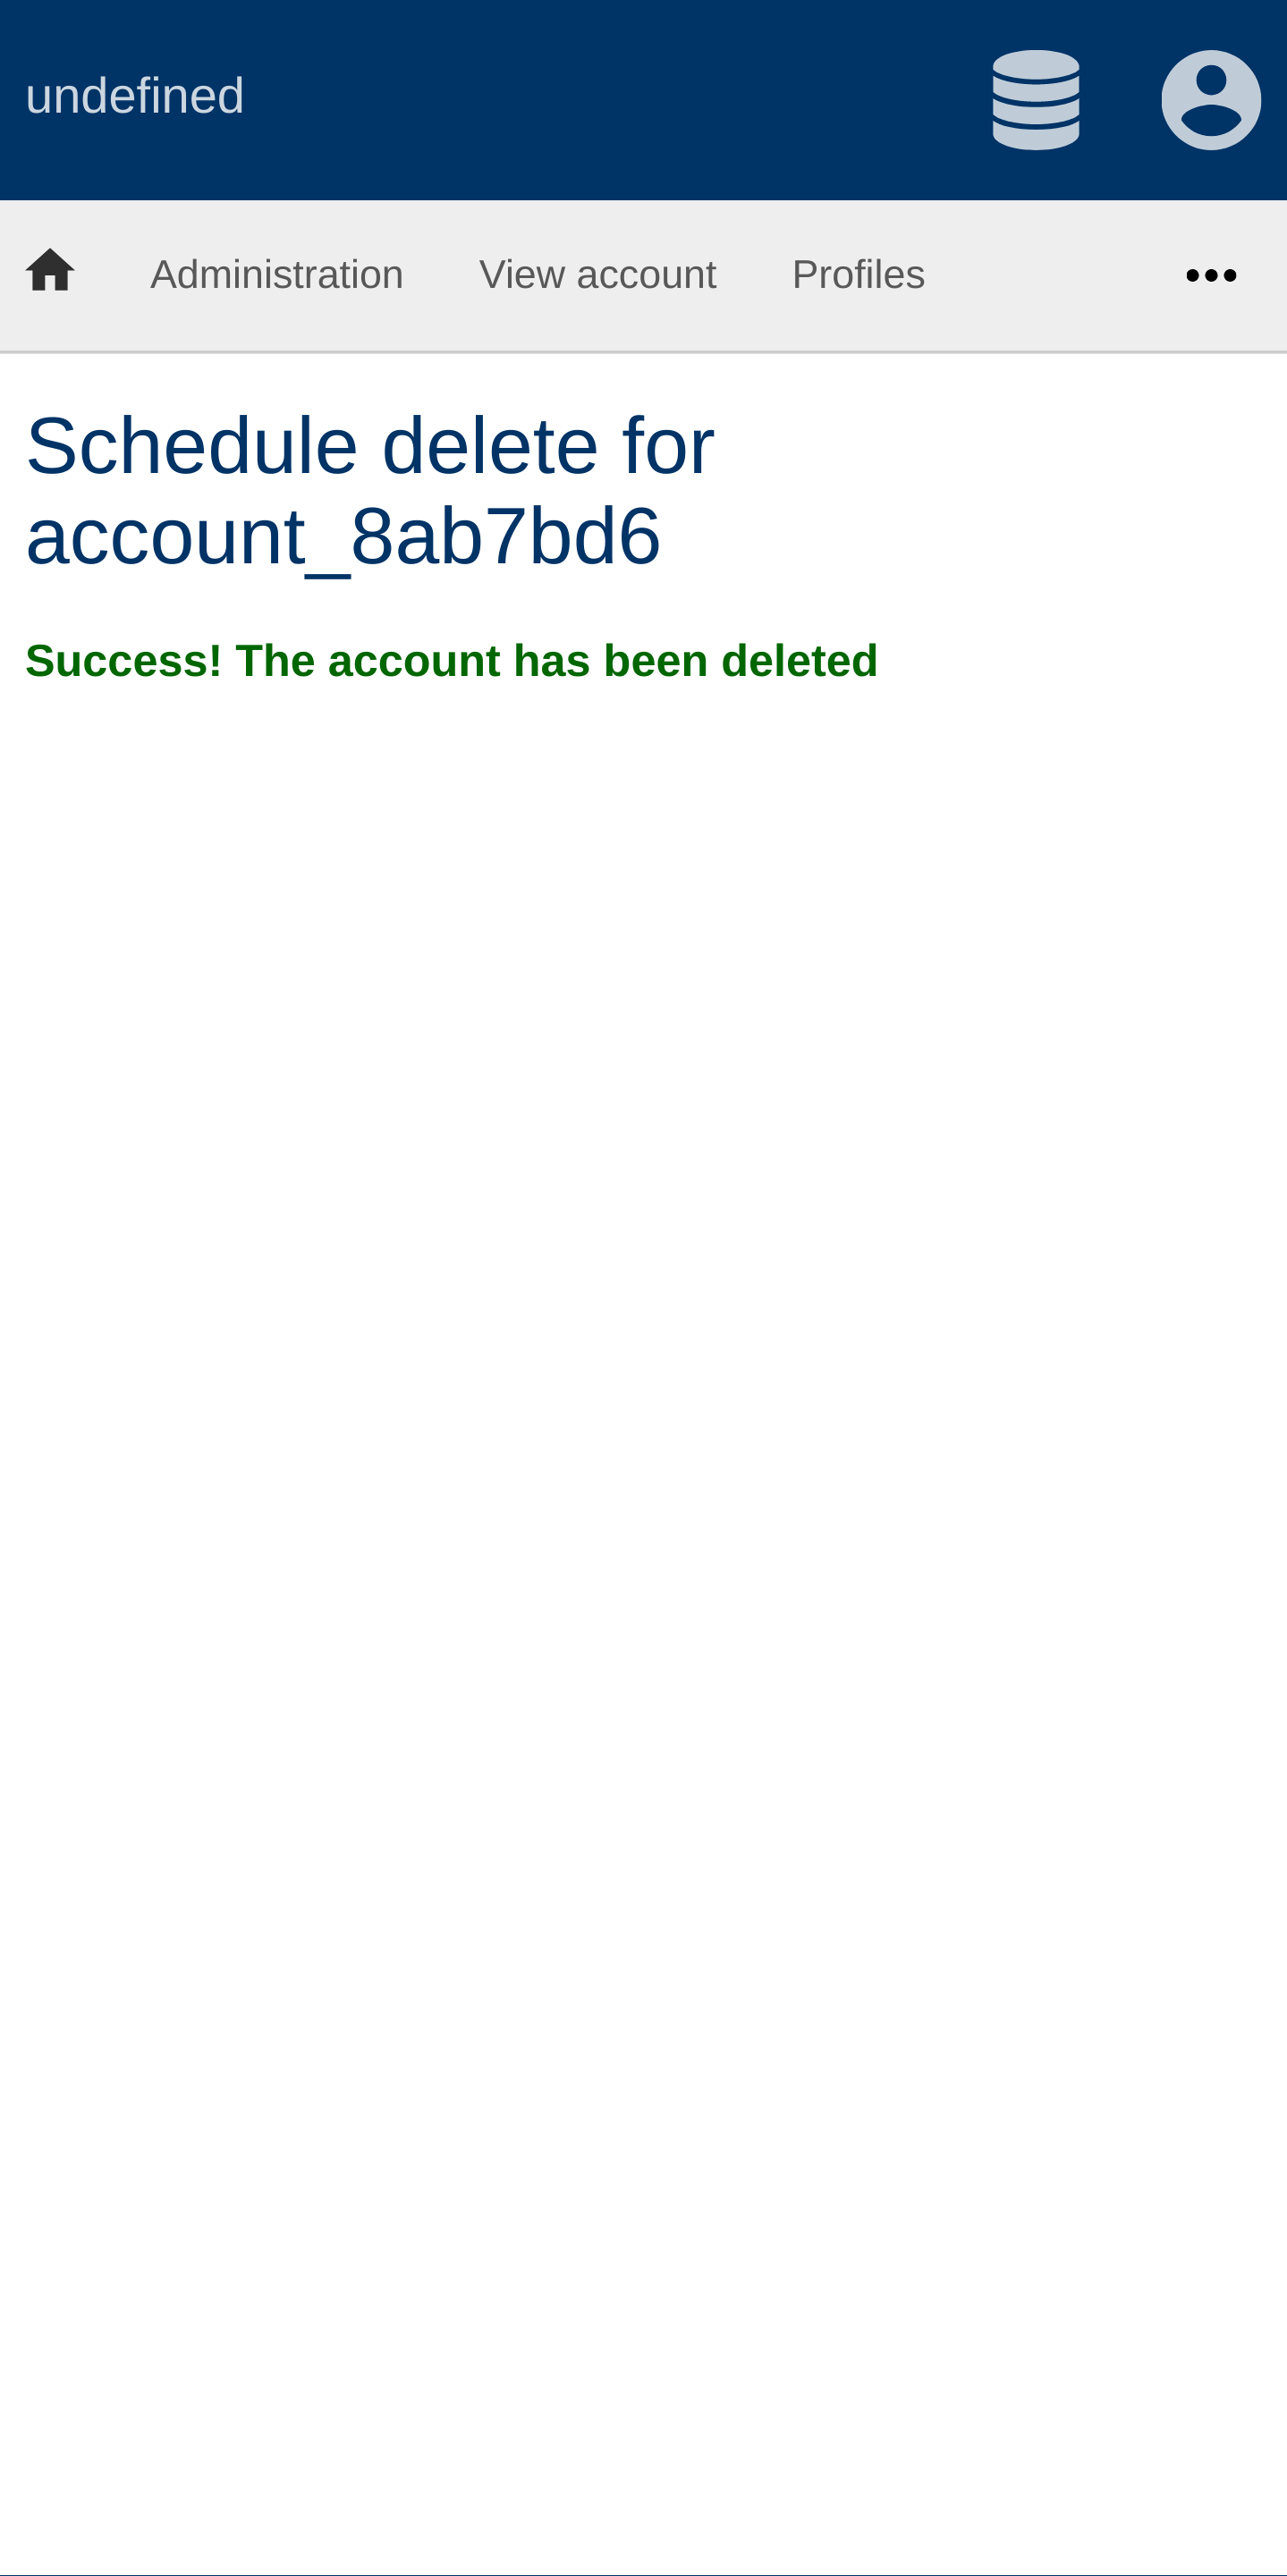 undefined
Administration View account Profiles
Schedule delete for
account_8ab7bd6
Success! The account has been deleted